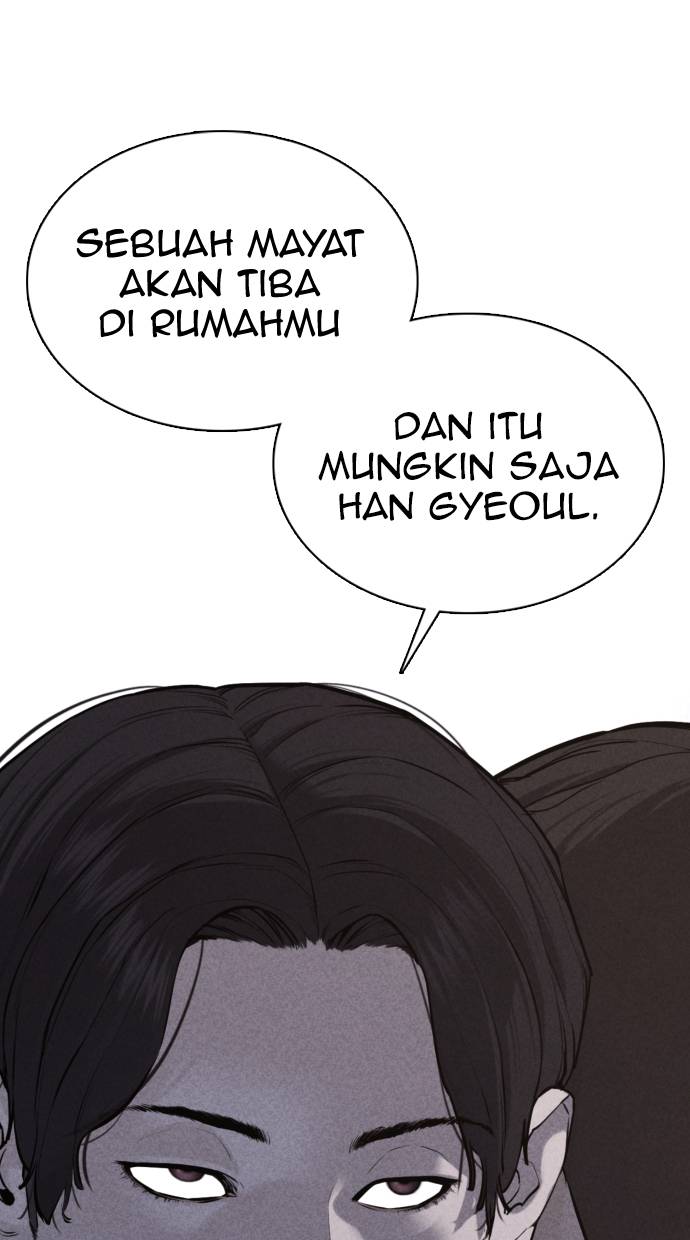 SEBUAH MAYAT
AKAN TIBA
DI RUMAHMU
DAN ITU
MUNGKIN SAJA
HAN GYEOUL.